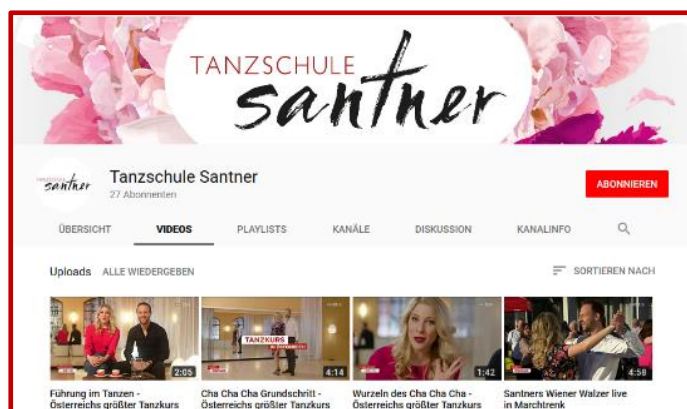 TANZSCHULE
santner
TANZSCHULE
santner
Tanzschule Santner
27 Abonnenten
ABONNIEREN
ÜBERSICHT VIDEOS PLAYLISTS KANÄLE DISKUSSION KANALINFO
Uploads ALLE WIEDERGEBEN SORTIEREN NACH
TANZKURS
2:05 4:14 1:42 4:58
Führung im Tanzen - Cha Cha Cha Grundschritt - Wurzeln des Cha Cha Cha - Santners Wiener Walzer live
Österreichs größter Tanzkurs Österreichs größter Tanzkurs Österreichs größter Tanzkurs in Marchtrenk